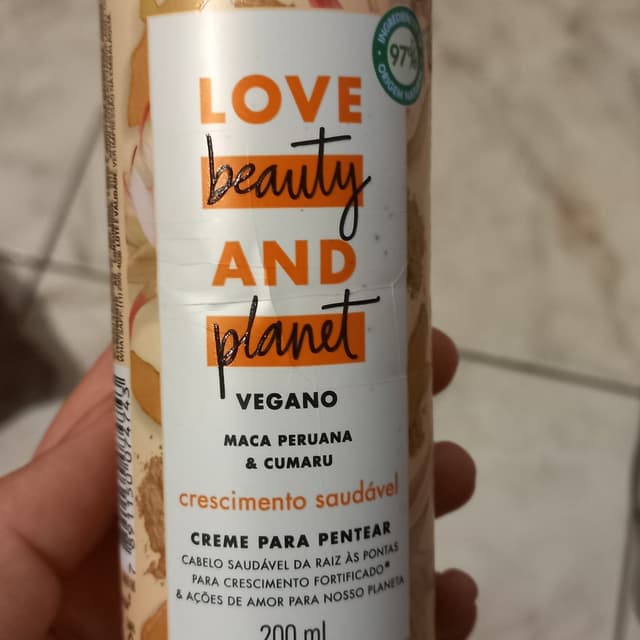 LOVE
beauty
AND
planet
VEGANO
MACA PERUANA
& CUMARU
crescimento saudável
CREME PARA PENTEAR
CABELO SAUDÁVEL DA RAIZ ÀS PONTAS
PARA CRESCIMENTO FORTIFICADO*
& AÇÕES DE AMOR PARA NOSSO PLANETA
200 ml
97%